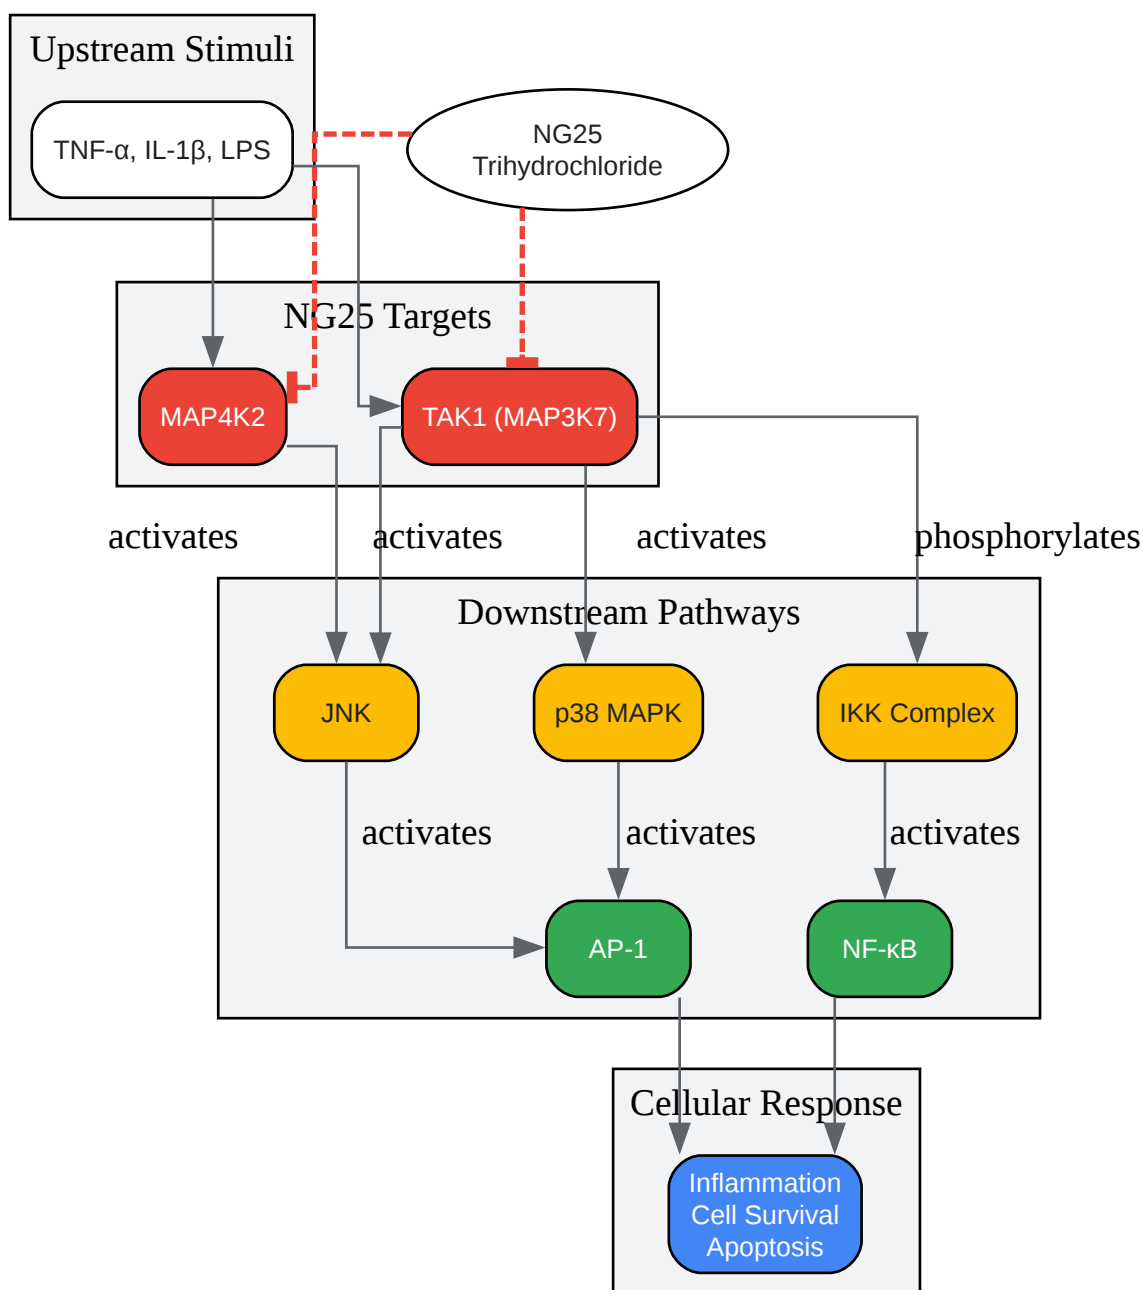 Upstream Stimuli
TNF-α, IL-1β, LPS
NG25
Trihydrochloride
NG25 Targets
MAP4K2
TAK1 (MAP3K7)
activates
activates
activates
phosphorylates
Downstream Pathways
JNK
p38 MAPK
IKK Complex
activates
activates
activates
AP-1
NF-κB
Cellular Response
Inflammation
Cell Survival
Apoptosis